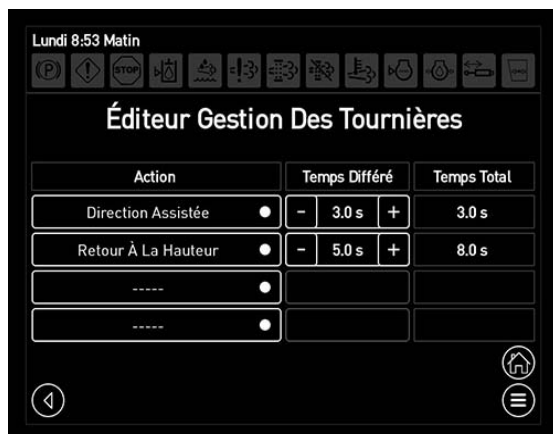 Lundi 8:53 Matin
STOP
Éditeur Gestion Des Tournières
Action Temps Différé Temps Total
Direction Assistée - 3.0 s + 3.0 s
Retour À La Hauteur - 5.0 s + 8.0 s
-----
-----